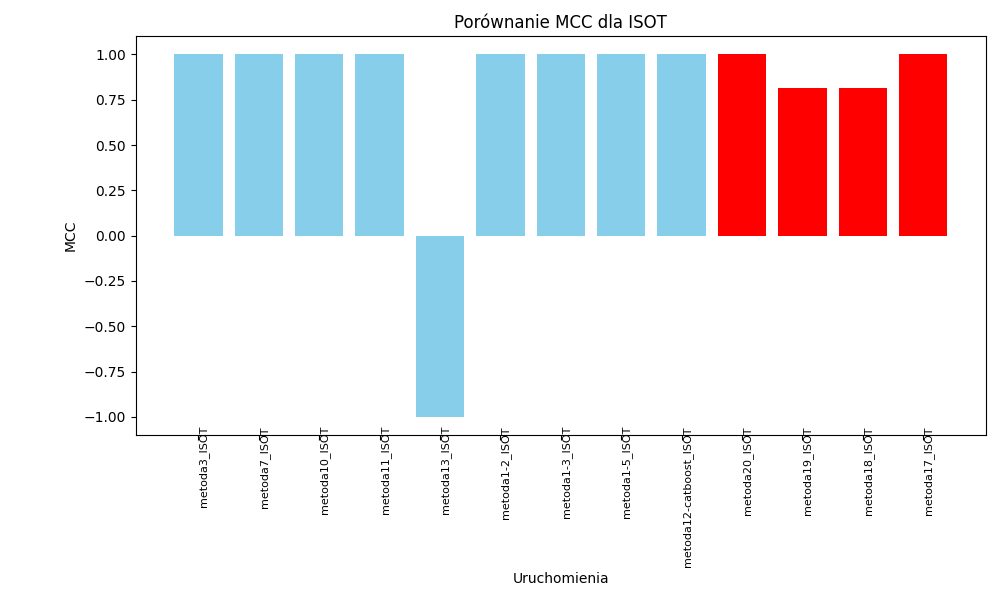 Porównanie MCC dla ISOT
1.00
0.75
0.50
0.25
0.00
−0.25
−0.50
−0.75
−1.00
MCC
metoda3_ISOT
metoda7_ISOT
metoda10_ISOT
metoda11_ISOT
metoda13_ISOT
metoda1-2_ISOT
metoda1-3_ISOT
metoda1-5_ISOT
metoda12-catboost_ISOT
metoda20_ISOT
metoda19_ISOT
metoda18_ISOT
metoda17_ISOT
Uruchomienia